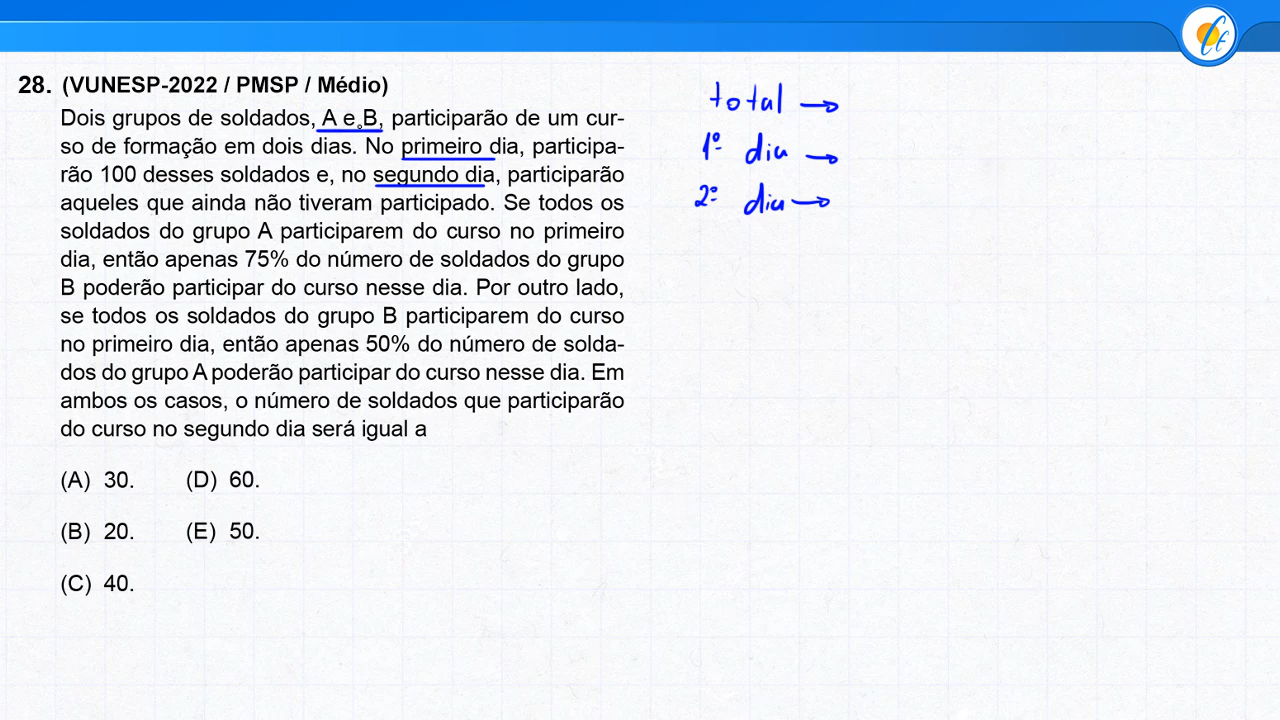 28. (VUNESP-2022 / PMSP / Médio)
Dois grupos de soldados, A e B, participarão de um cur-
so de formação em dois dias. No primeiro dia, participa-
rão 100 desses soldados e, no segundo dia, participarão
aqueles que ainda não tiveram participado. Se todos os
soldados do grupo A participarem do curso no primeiro
dia, então apenas 75% do número de soldados do grupo
B poderão participar do curso nesse dia. Por outro lado,
se todos os soldados do grupo B participarem do curso
no primeiro dia, então apenas 50% do número de solda-
dos do grupo A poderão participar do curso nesse dia. Em
ambos os casos, o número de soldados que participarão
do curso no segundo dia será igual a
(A) 30. (D) 60.
(B) 20. (E) 50.
(C) 40.
total →
1º dia →
2º dia →